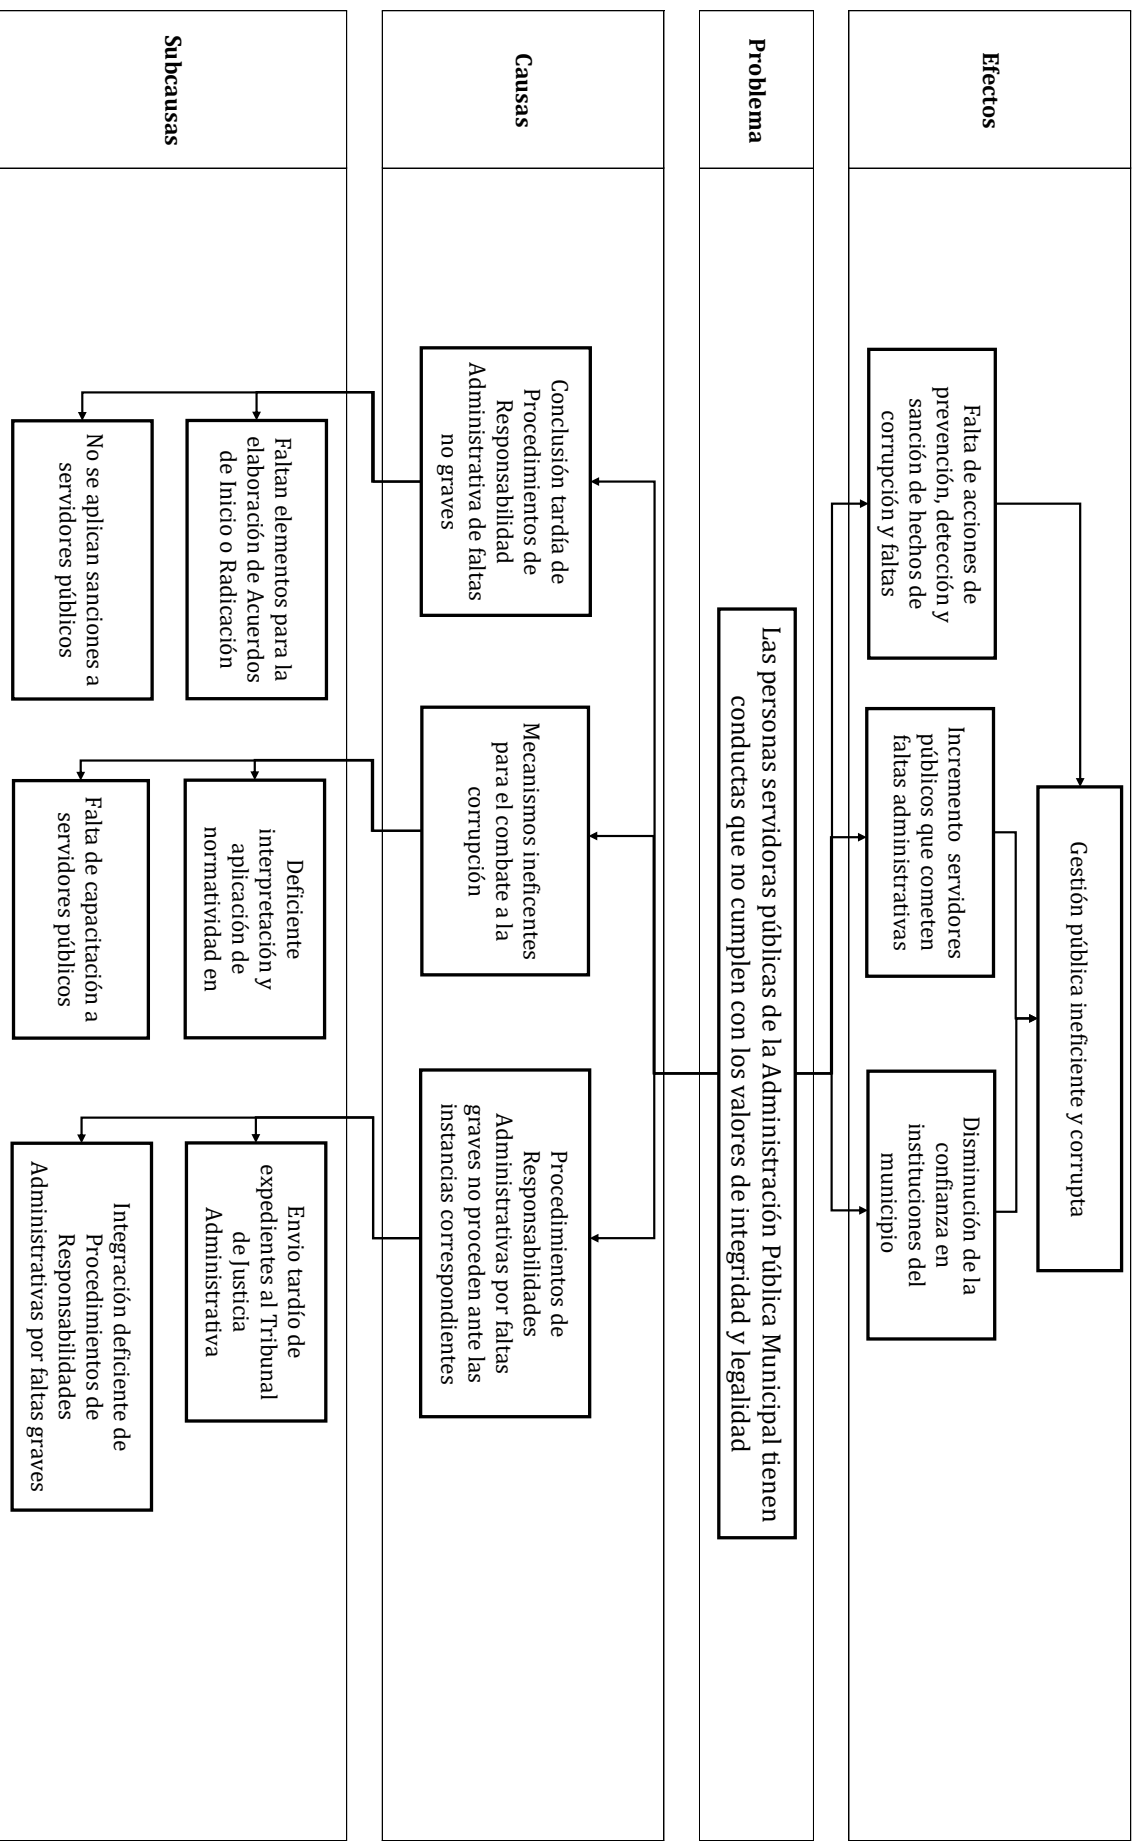 Efectos
Gestión pública ineficiente y corrupta
Falta de acciones de
prevención, detección y
sanción de hechos de
corrupción y faltas
Incremento  servidores
públicos que cometen
faltas administrativas
Disminución de la
confianza en
instituciones del
municipio
Problema
Las personas servidoras públicas de la Administración Pública Municipal tienen
conductas que no cumplen con los valores de integridad y legalidad
Causas
Conclusión tardía de
Procedimientos de
Responsabilidad
Administrativa de faltas
no graves
Mecanismos ineficentes
para el combate a la
corrupción
Procedimientos de
Responsabilidades
Administrativas por faltas
graves no proceden ante las
instancias correspondientes
Subcausas
Faltan elementos para la
elaboración de Acuerdos
de Inicio o Radicación
Deficiente
interpretación y
aplicación de
normatividad en
Envio tardío de
expedientes al Tribunal
de Justicia
Administrativa
No se aplican sanciones a
servidores públicos
Falta de capacitación a
servidores públicos
Integración deficiente de
Procedimientos de
Responsabilidades
Administrativas por faltas graves